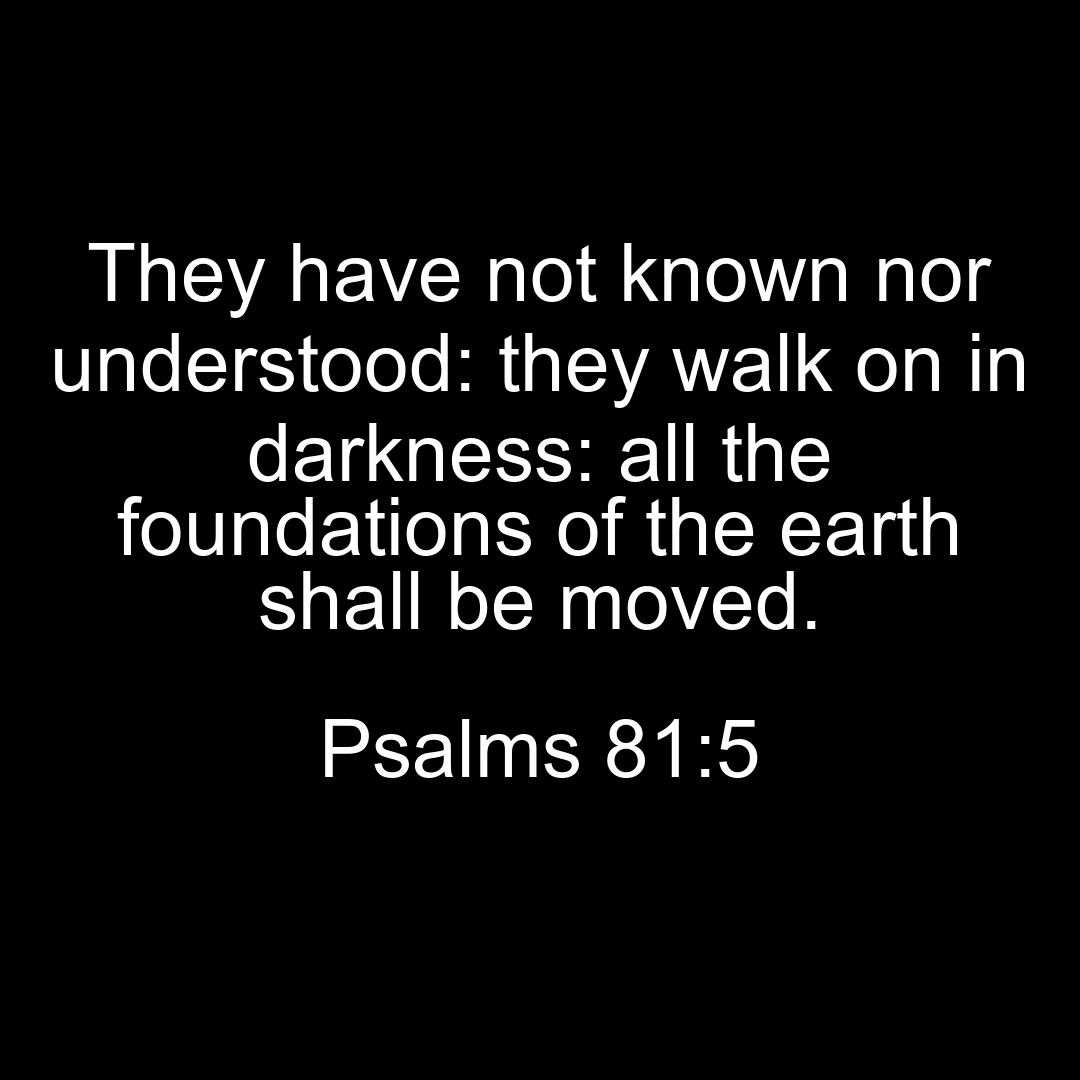 They have not known nor
understood: they walk on in
darkness: all the
foundations of the earth
shall be moved.
Psalms 81:5